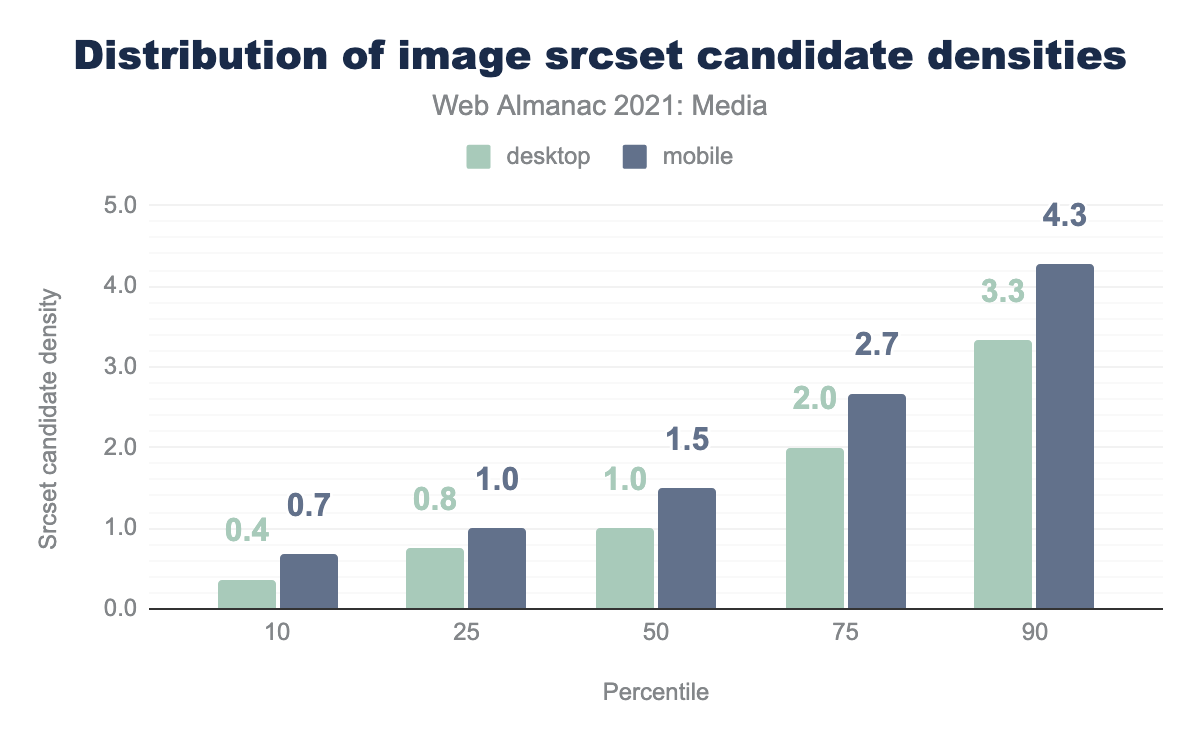 Distribution of image srcset candidate densities
Web Almanac 2021: Media
desktop mobile
Srcset candidate density
5.0
4.0
3.0
2.0
1.0
0.0
0.4 0.7
0.8 1.0
1.0 1.5
2.0 2.7
3.3 4.3
10 25 50 75 90
Percentile